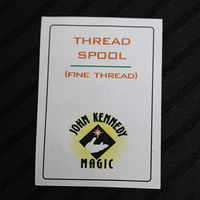 THREAD
SPOOL
(FINE THREAD)
JOHN KENNEDY
MAGIC